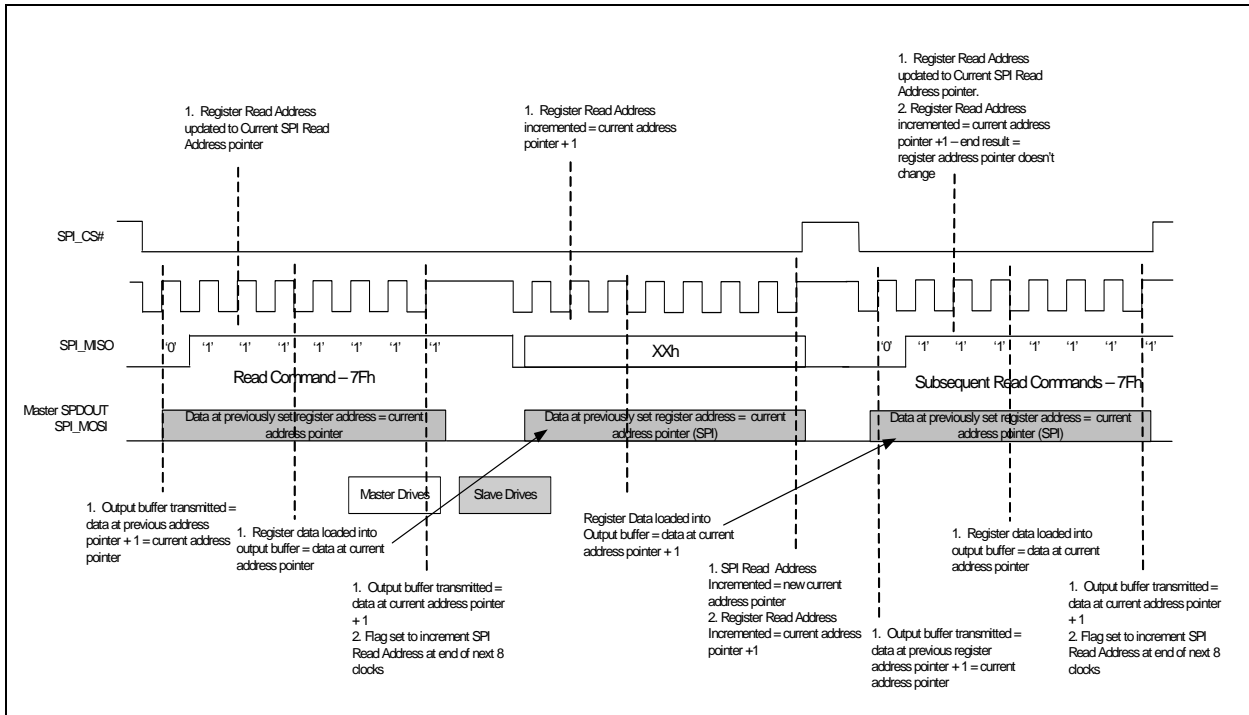 1. Register Read Address
updated to Current SPI Read
Address pointer
1. Register Read Address
incremented = current address
pointer + 1
1. Register Read Address
updated to Current SPI Read
Address pointer.
2. Register Read Address
incremented = current address
pointer +1 – end result =
register address pointer doesn't
change
SPI_CS#
SPI_MISO
'0' '1' '1' '1' '1' '1' '1' '1'
XXh
'0' '1' '1' '1' '1' '1' '1' '1'
Read Command – 7Fh
Subsequent Read Commands – 7Fh
Master SPDOUT
SPI_MOSI
Data at previously set register address = current
address pointer
Data at previously set register address = current
address pointer (SPI)
Data at previously set register address = current
address pointer (SPI)
Master Drives
Slave Drives
1. Output buffer transmitted =
data at previous address
pointer + 1 = current address
pointer
1. Register data loaded into
output buffer = data at current
address pointer
1. Output buffer transmitted =
data at current address pointer
+ 1
2. Flag set to increment SPI
Read Address at end of next 8
clocks
Register Data loaded into
Output buffer = data at current
address pointer + 1
1. SPI Read Address
Incremented = new current
address pointer
2. Register Read Address
Incremented = current address
pointer +1
1. Output buffer transmitted =
data at previous register
address pointer + 1 = current
address pointer
1. Register data loaded into
output buffer = data at current
address pointer
1. Output buffer transmitted =
data at current address pointer
+ 1
2. Flag set to increment SPI
Read Address at end of next 8
clocks